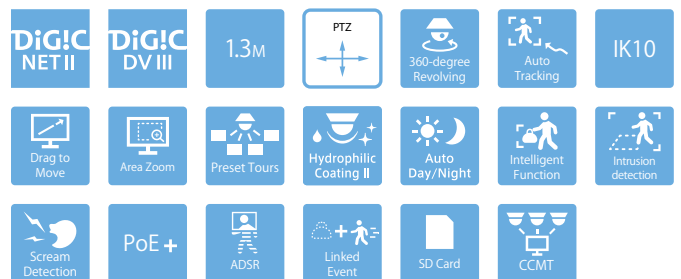 DiG!C
NET II
DiG!C
DV III
1.3M
PTZ
360-degree
Revolving
Auto
Tracking
IK10
Drag to
Move
Area Zoom
Preset Tours
Hydrophilic
Coating II
Auto
Day/Night
Intelligent
Function
Intrusion
detection
Scream
Detection
PoE +
ADSR
Linked
Event
SD Card
CCMT